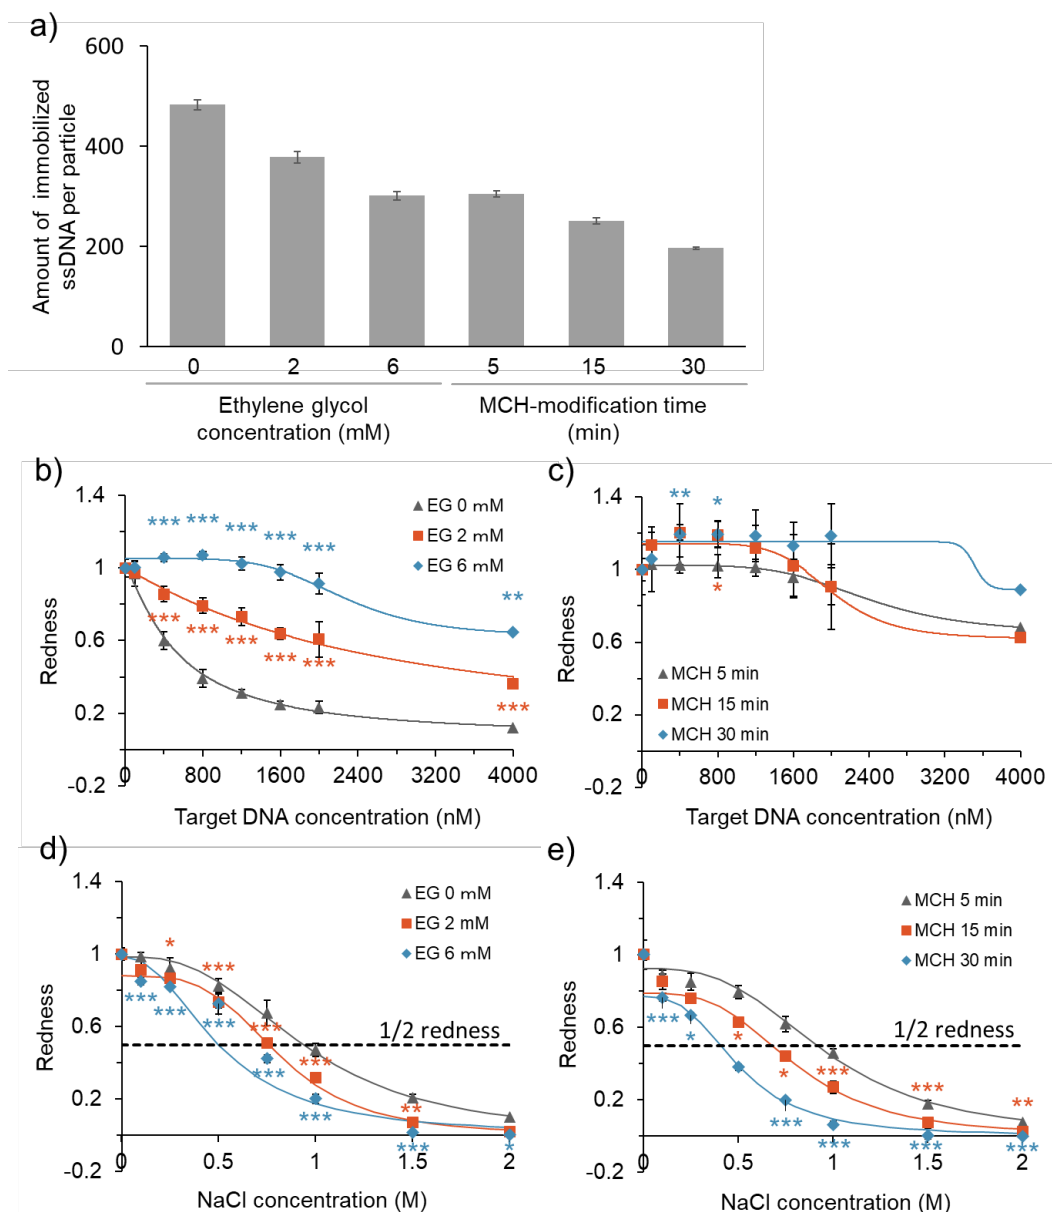 a)
600
400
200
0
Amount of immobilized
ssDNA per particle
0 2 6 5 15 30
Ethylene glycol
concentration (mM)
MCH-modification time
(min)
b)
1.4
1
0.6
0.2
-0.2
Redness
EG 0 mM
EG 2 mM
EG 6 mM
*** *** *** *** *** **
*** *** *** *** *** ***
0 800 1600 2400 3200 4000
Target DNA concentration (nM)
c)
1.4
1
0.6
0.2
-0.2
Redness
** *
*
MCH 5 min
MCH 15 min
MCH 30 min
0 800 1600 2400 3200 4000
Target DNA concentration (nM)
d)
1.4
1
0.6
0.2
-0.2
Redness
EG 0 mM
EG 2 mM
EG 6 mM
* *** *** *** **
1/2 redness
*** *** *** *** *** *** *
0 0.5 1 1.5 2
NaCl concentration (M)
e)
1.4
1
0.6
0.2
-0.2
Redness
MCH 5 min
MCH 15 min
MCH 30 min
1/2 redness
* * *** *** **
*** * *** *** *** ***
0 0.5 1 1.5 2
NaCl concentration (M)